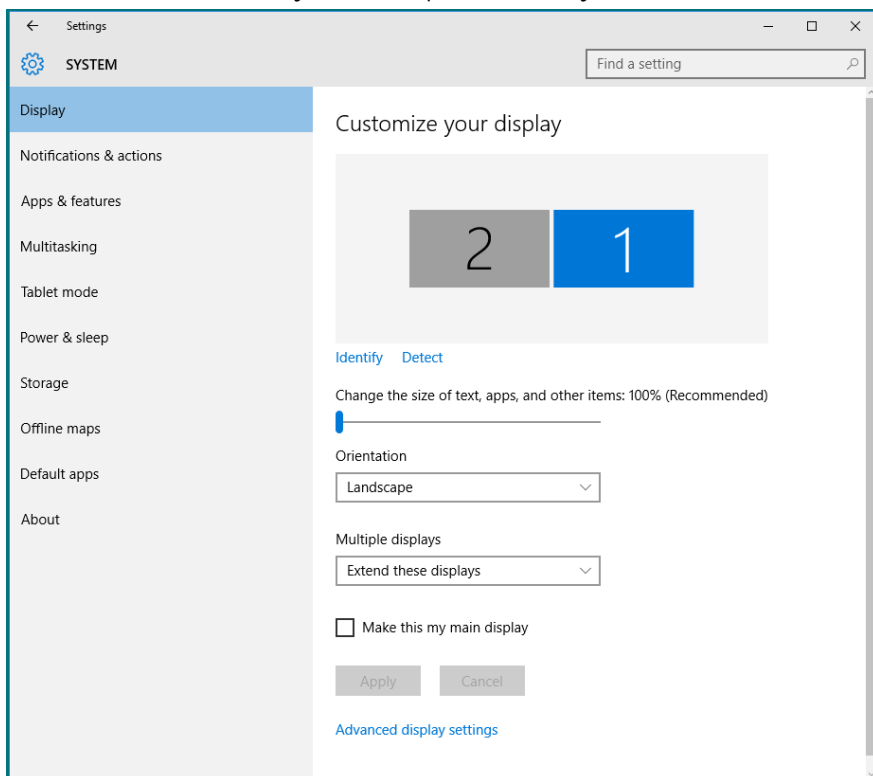 Settings
SYSTEM
Find a setting
Display
Notifications & actions
Apps & features
Multitasking
Tablet mode
Power & sleep
Storage
Offline maps
Default apps
About
Customize your display
2 1
Identify Detect
Change the size of text, apps, and other items: 100% (Recommended)
Orientation
Landscape
Multiple displays
Extend these displays
Make this my main display
Apply Cancel
Advanced display settings